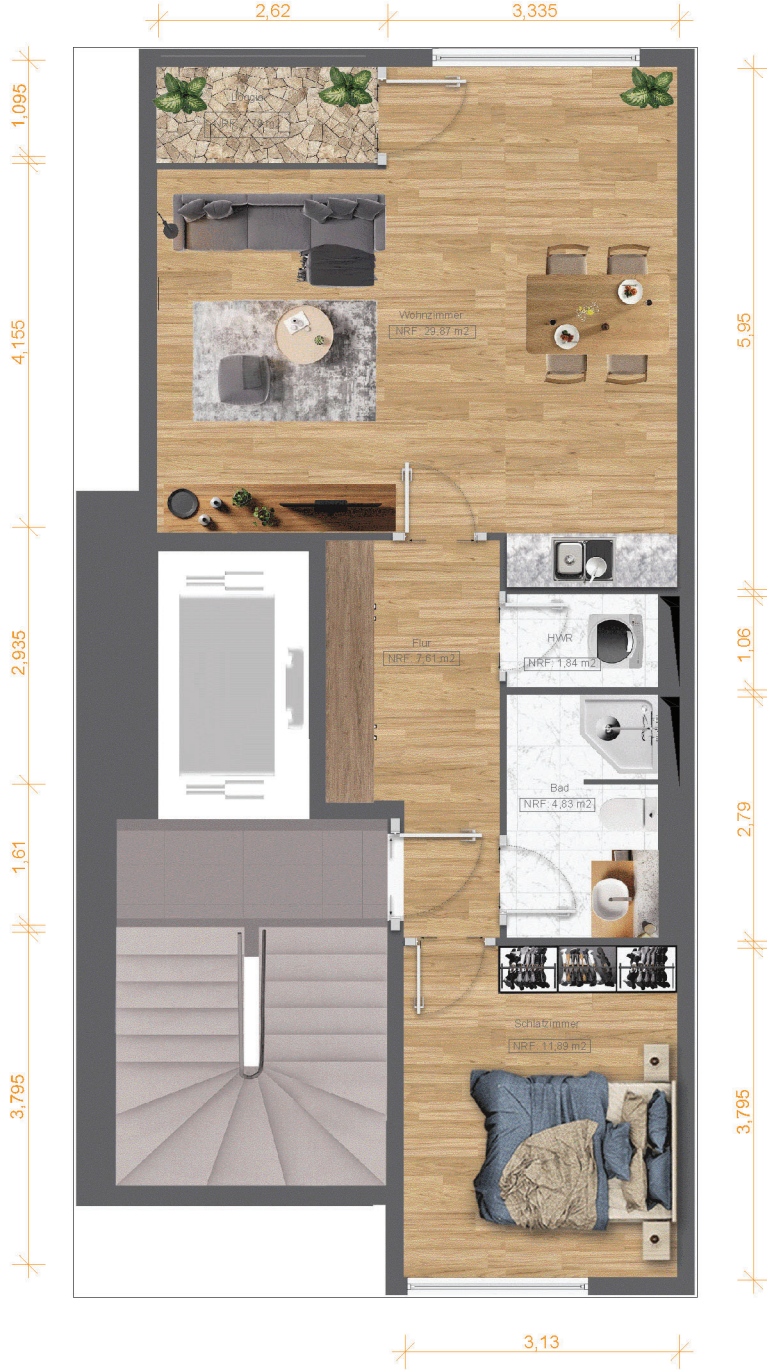 2,62
3,335
1,095
Loggia
4,155
5,95
Wohnzimmer
NRF: 29,87 m2
2,935
1,06
Flur
NRF: 7,61 m2
HWR
NRF: 1,84 m2
Bad
NRF: 4,83 m2
2,79
1,61
Schlafzimmer
NRF: 11,89 m2
3,795
3,795
3,13